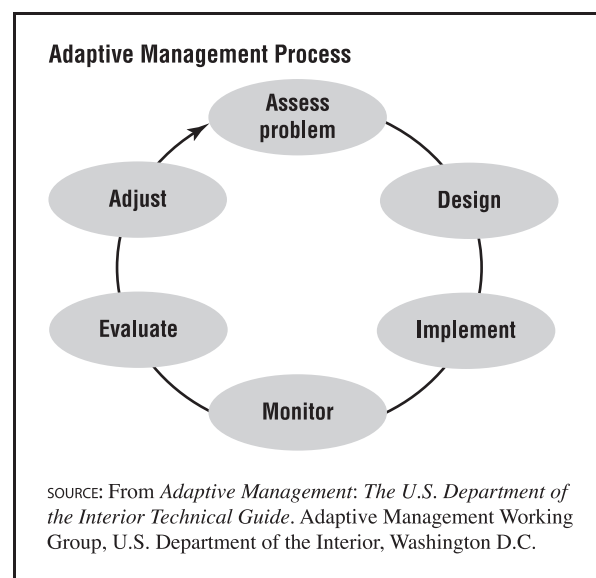 Adaptive Management Process
Assess
problem
Design
Implement
Monitor
Evaluate
Adjust
SOURCE: From Adaptive Management: The U.S. Department of
the Interior Technical Guide. Adaptive Management Working
Group, U.S. Department of the Interior, Washington D.C.